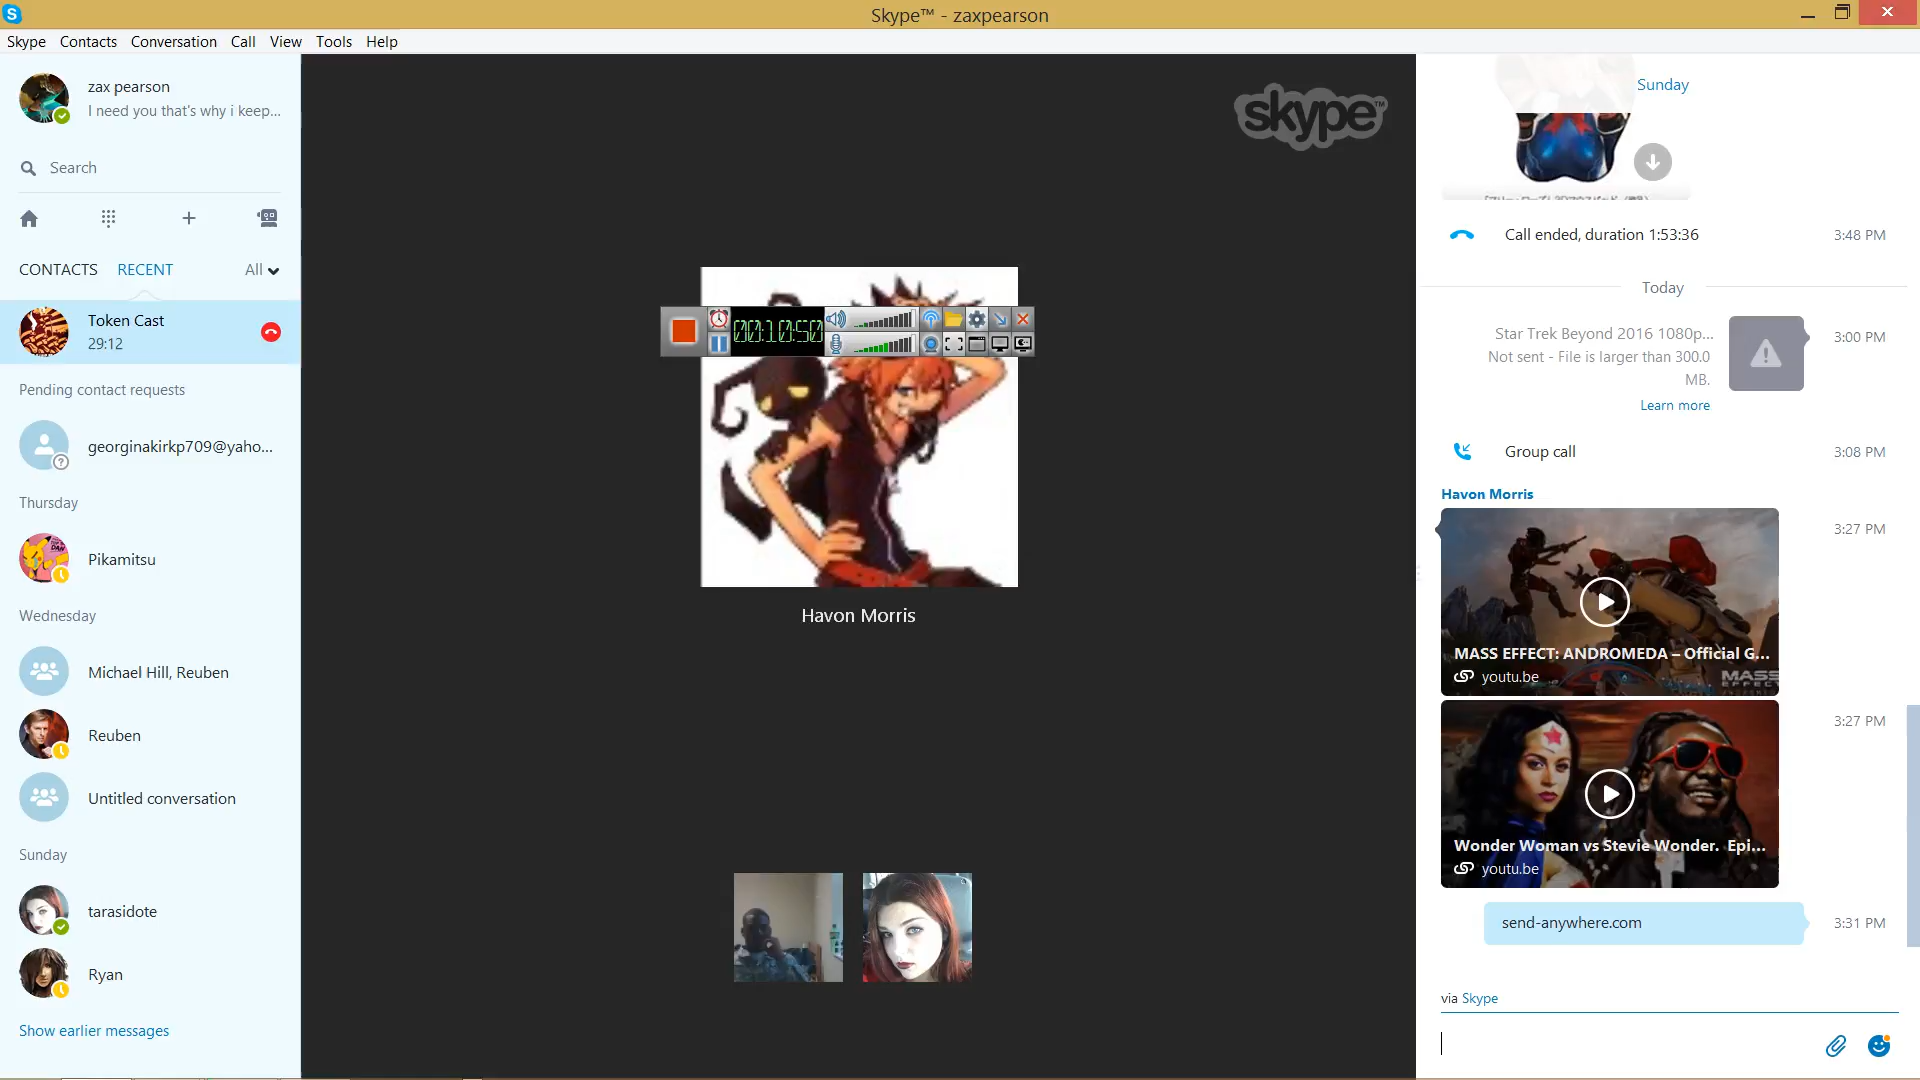 Skype™ - zaxpearson
Skype Contacts Conversation Call View Tools Help
zax pearson
I need you that's why i keep...
Search
CONTACTS RECENT All
Token Cast
29:12
Pending contact requests
georginakirkp709@yaho...
Thursday
Pikamitsu
Wednesday
Michael Hill, Reuben
Reuben
Untitled conversation
Sunday
tarasidote
Ryan
Show earlier messages
skype™
00:10:50
Havon Morris
Sunday
Call ended, duration 1:53:36 3:48 PM
Today
Star Trek Beyond 2016 1080p... 3:00 PM
Not sent - File is larger than 300.0
MB.
Learn more
Group call 3:08 PM
Havon Morris
3:27 PM
MASS EFFECT: ANDROMEDA – Official G...
youtu.be
MASS
EFFECT
3:27 PM
Wonder Woman vs Stevie Wonder. Epi...
youtu.be
send-anywhere.com 3:31 PM
via Skype